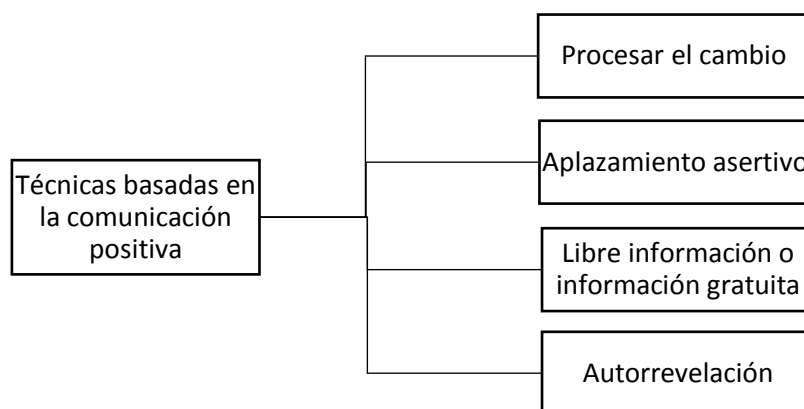 Procesar el cambio
Aplazamiento asertivo
Técnicas basadas en
la comunicación
positiva
Libre información o
información gratuita
Autorrevelación